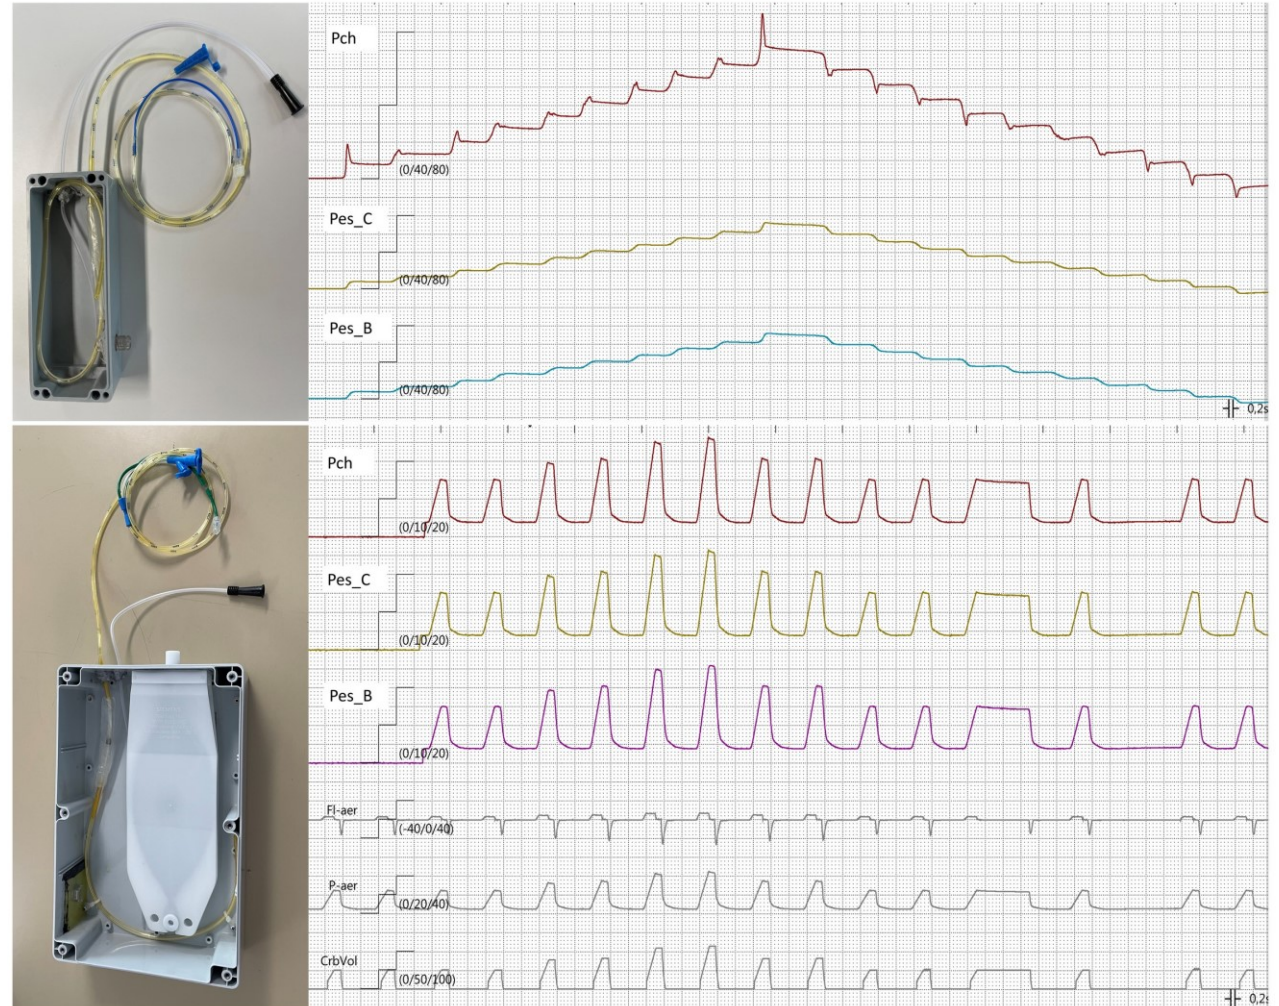 Pch
(0/40/80)
Pes_C
(0/40/80)
Pes_B
(0/40/80)
0,2s
Pch
(0/10/20)
Pes_C
(0/10/20)
Pes_B
(0/10/20)
Fl-aer
(-40/0/40)
P-aer
(0/20/40)
CrbVol
(0/50/100)
0,2s